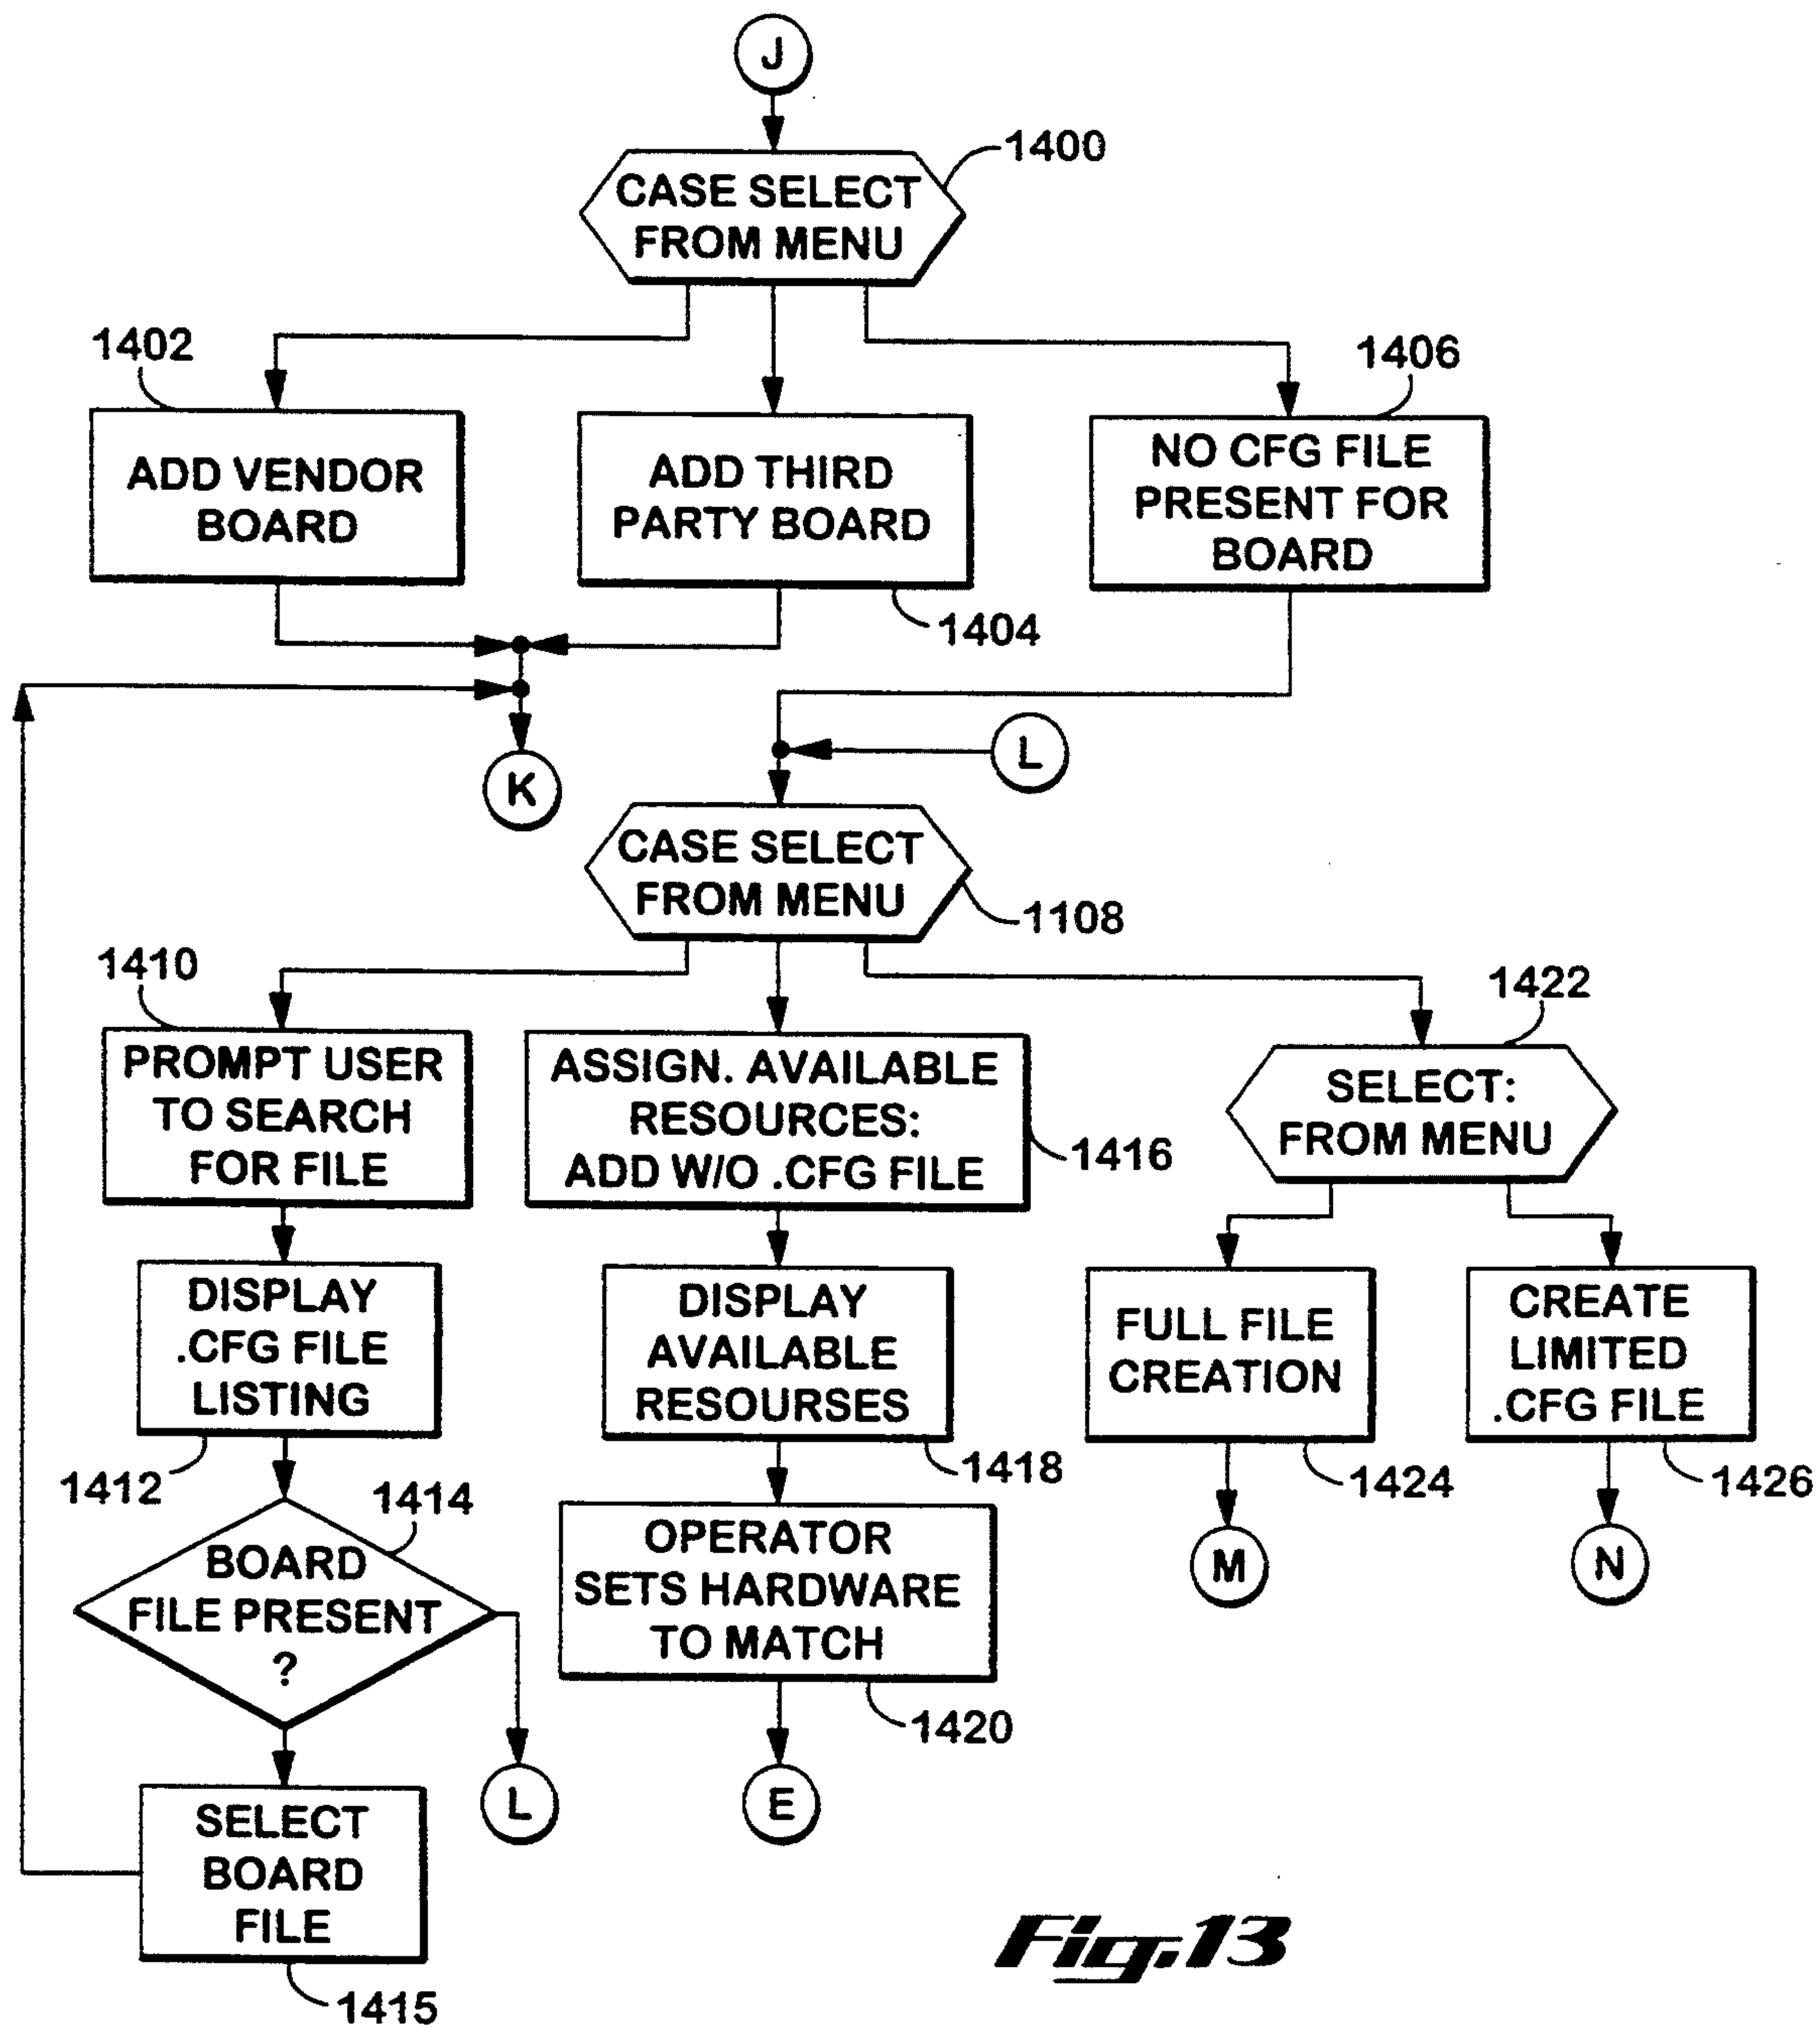 J
1400
CASE SELECT
FROM MENU
1402
ADD VENDOR
BOARD
ADD THIRD
PARTY BOARD
1404
1406
NO CFG FILE
PRESENT FOR
BOARD
K
L
CASE SELECT
FROM MENU
1108
1410
PROMPT USER
TO SEARCH
FOR FILE
ASSIGN. AVAILABLE
RESOURCES:
ADD W/O .CFG FILE
1416
1422
SELECT:
FROM MENU
DISPLAY
.CFG FILE
LISTING
1412
DISPLAY
AVAILABLE
RESOURSES
1418
FULL FILE
CREATION
1424
CREATE
LIMITED
.CFG FILE
1426
1414
BOARD
FILE PRESENT
?
OPERATOR
SETS HARDWARE
TO MATCH
1420
M
N
SELECT
BOARD
FILE
1415
L
E
Fig.13